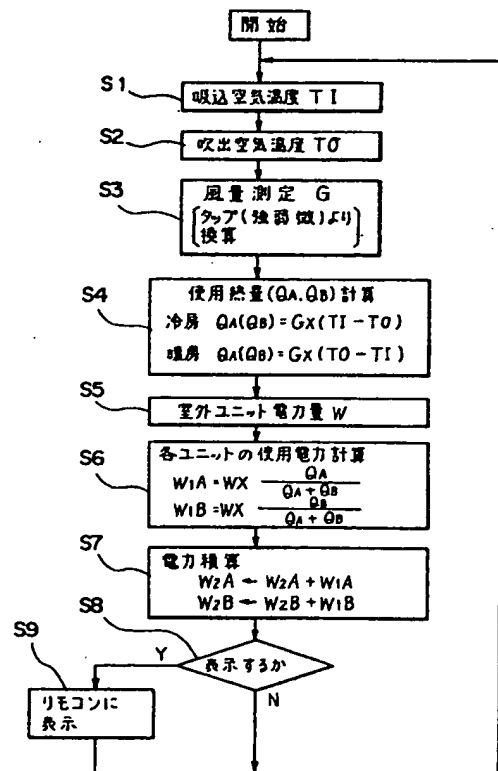 開始
S1
吸込空気温度 TI
S2
吹出空気温度 TO
S3
風量測定 G
タップ(強弱微)より
換算
S4
使用熱量(QA.QB)計算
冷房 QA(QB)=GX(TI-TO)
暖房 QA(QB)=GX(TO-TI)
S5
室外ユニット電力量 W
S6
各ユニットの使用電力計算
W1A=WX QA/QA+QB
W1B=WX QB/QA+QB
S7
電力積算
W2A←W2A+W1A
W2B←W2B+W1B
S8
表示するか
Y
N
S9
リモコンに
表示